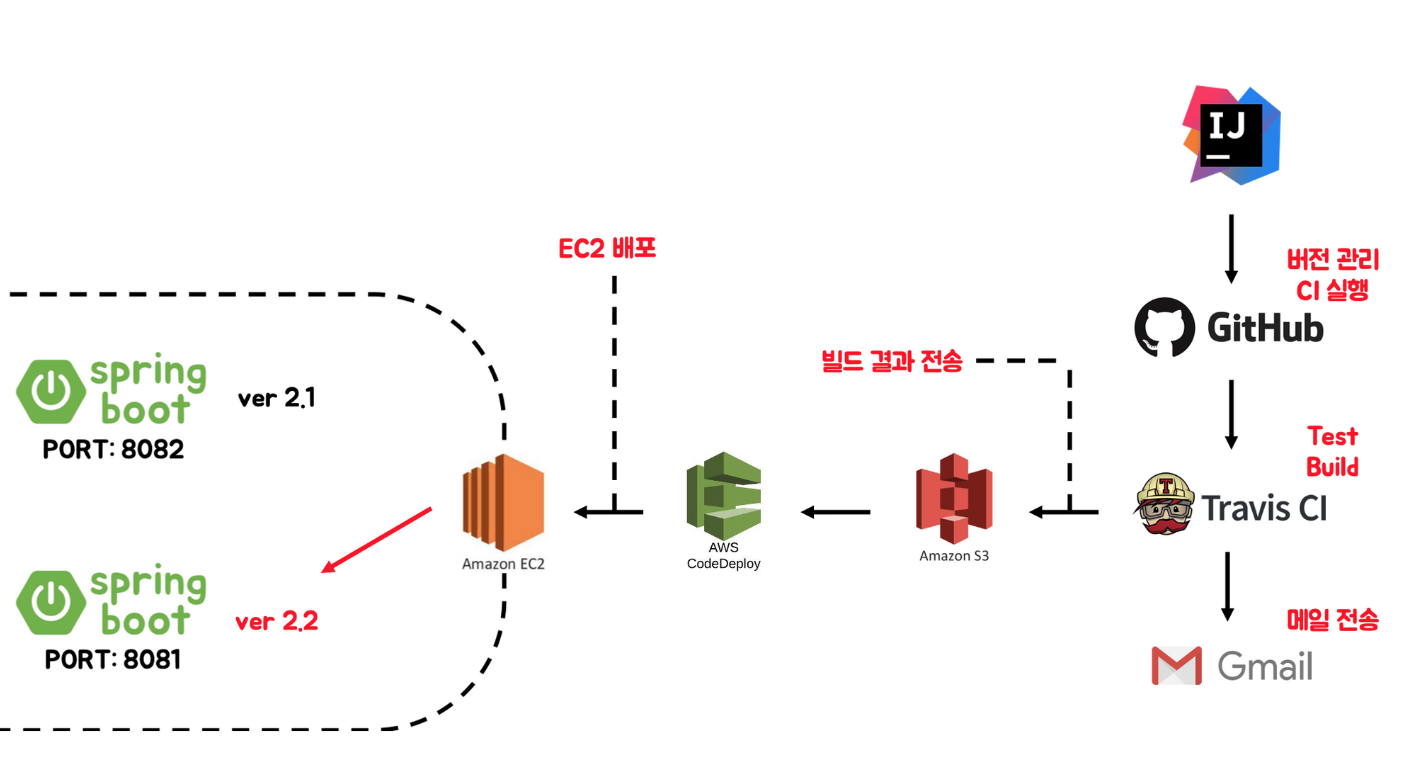 IJ
버전 관리
CI 실행
GitHub
EC2 배포
빌드 결과 전송
spring
boot
ver 2.1
PORT: 8082
Test
Build
T
Travis CI
Amazon S3
AWS
CodeDeploy
Amazon EC2
spring
boot
ver 2.2
PORT: 8081
메일 전송
Gmail